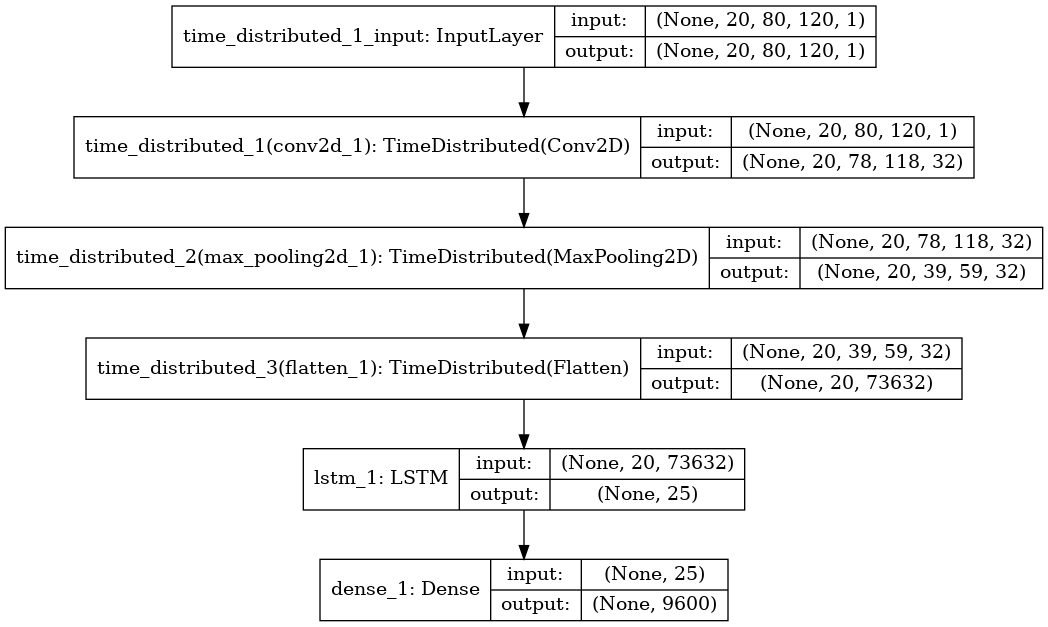 time_distributed_1_input: InputLayer
input:
(None, 20, 80, 120, 1)
output:
(None, 20, 80, 120, 1)
time_distributed_1(conv2d_1): TimeDistributed(Conv2D)
input:
(None, 20, 80, 120, 1)
output:
(None, 20, 78, 118, 32)
time_distributed_2(max_pooling2d_1): TimeDistributed(MaxPooling2D)
input:
(None, 20, 78, 118, 32)
output:
(None, 20, 39, 59, 32)
time_distributed_3(flatten_1): TimeDistributed(Flatten)
input:
(None, 20, 39, 59, 32)
output:
(None, 20, 73632)
lstm_1: LSTM
input:
(None, 20, 73632)
output:
(None, 25)
dense_1: Dense
input:
(None, 25)
output:
(None, 9600)